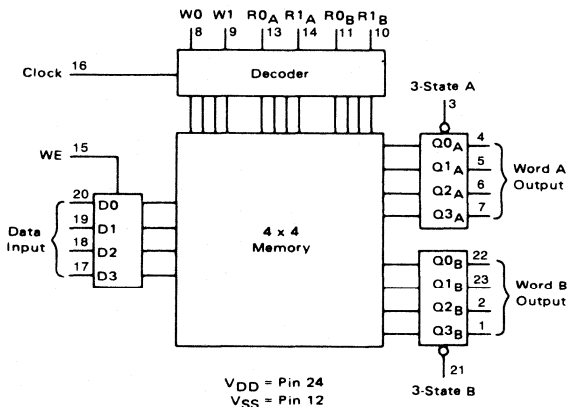 W0 W1 R0A R1A R0B R1B
8 9 13 14 11 10
Clock 16
Decoder
3-State A
3
WE 15
4 x 4
Memory
Data
Input
20 D0
19 D1
18 D2
17 D3
Q0A 4
Q1A 5
Q2A 6
Q3A 7
Word A
Output
Q0B 22
Q1B 23
Q2B 2
Q3B 1
Word B
Output
21
3-State B
VDD = Pin 24
VSS = Pin 12